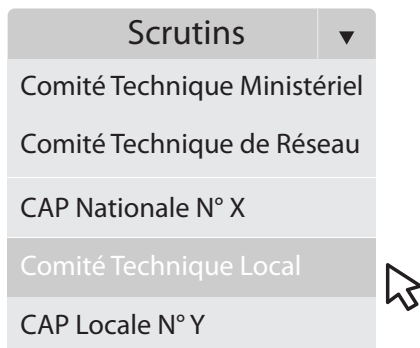 Scrutins
Comité Technique Ministériel
Comité Technique de Réseau
CAP Nationale N° X
Comité Technique Local
CAP Locale N° Y